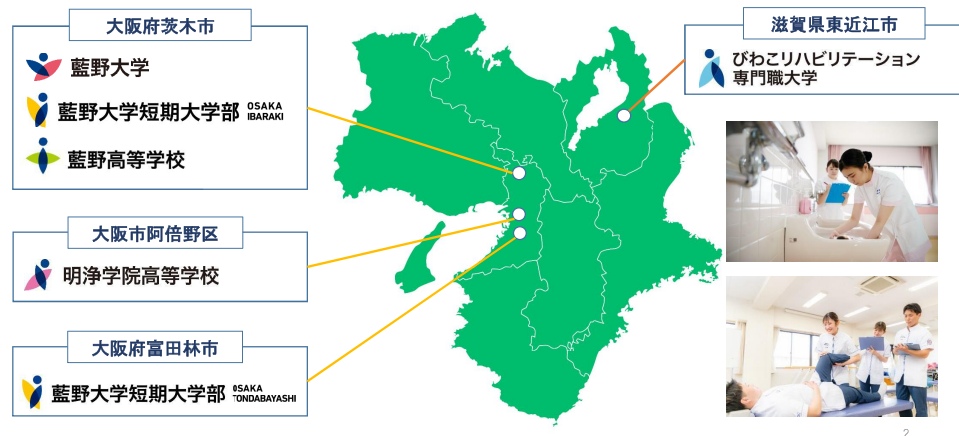 大阪府茨木市
藍野大学
藍野大学短期大学部 OSAKA
IBARAKI
藍野高等学校
大阪市阿倍野区
明浄学院高等学校
大阪府富田林市
藍野大学短期大学部 OSAKA
TONDABAYASHI
滋賀県東近江市
びわこリハビリテーション
専門職大学
2